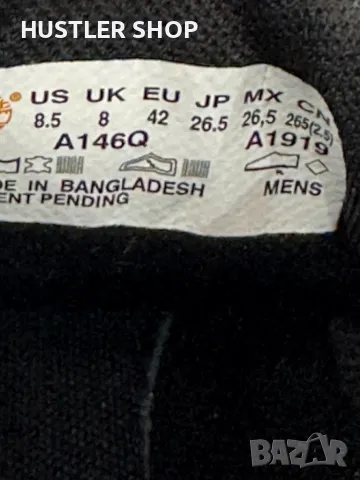 HUSTLER SHOP
US UK EU JP MX CN
8.5 8 42 26.5 26,5 265(2.5)
A146Q A1919
DE IN BANGLADESH MENS
ENT PENDING
BAZAR